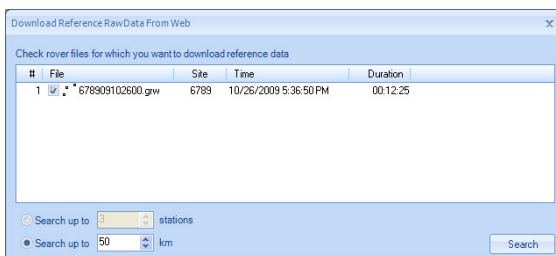 Download Reference RawData From Web x
Check rover files for which you want to download reference data
# File Site Time Duration
1 678909102600.grw 6789 10/26/2009 5:36:50 PM 00:12:25
Search up to 3 stations
Search up to 50 km
Search